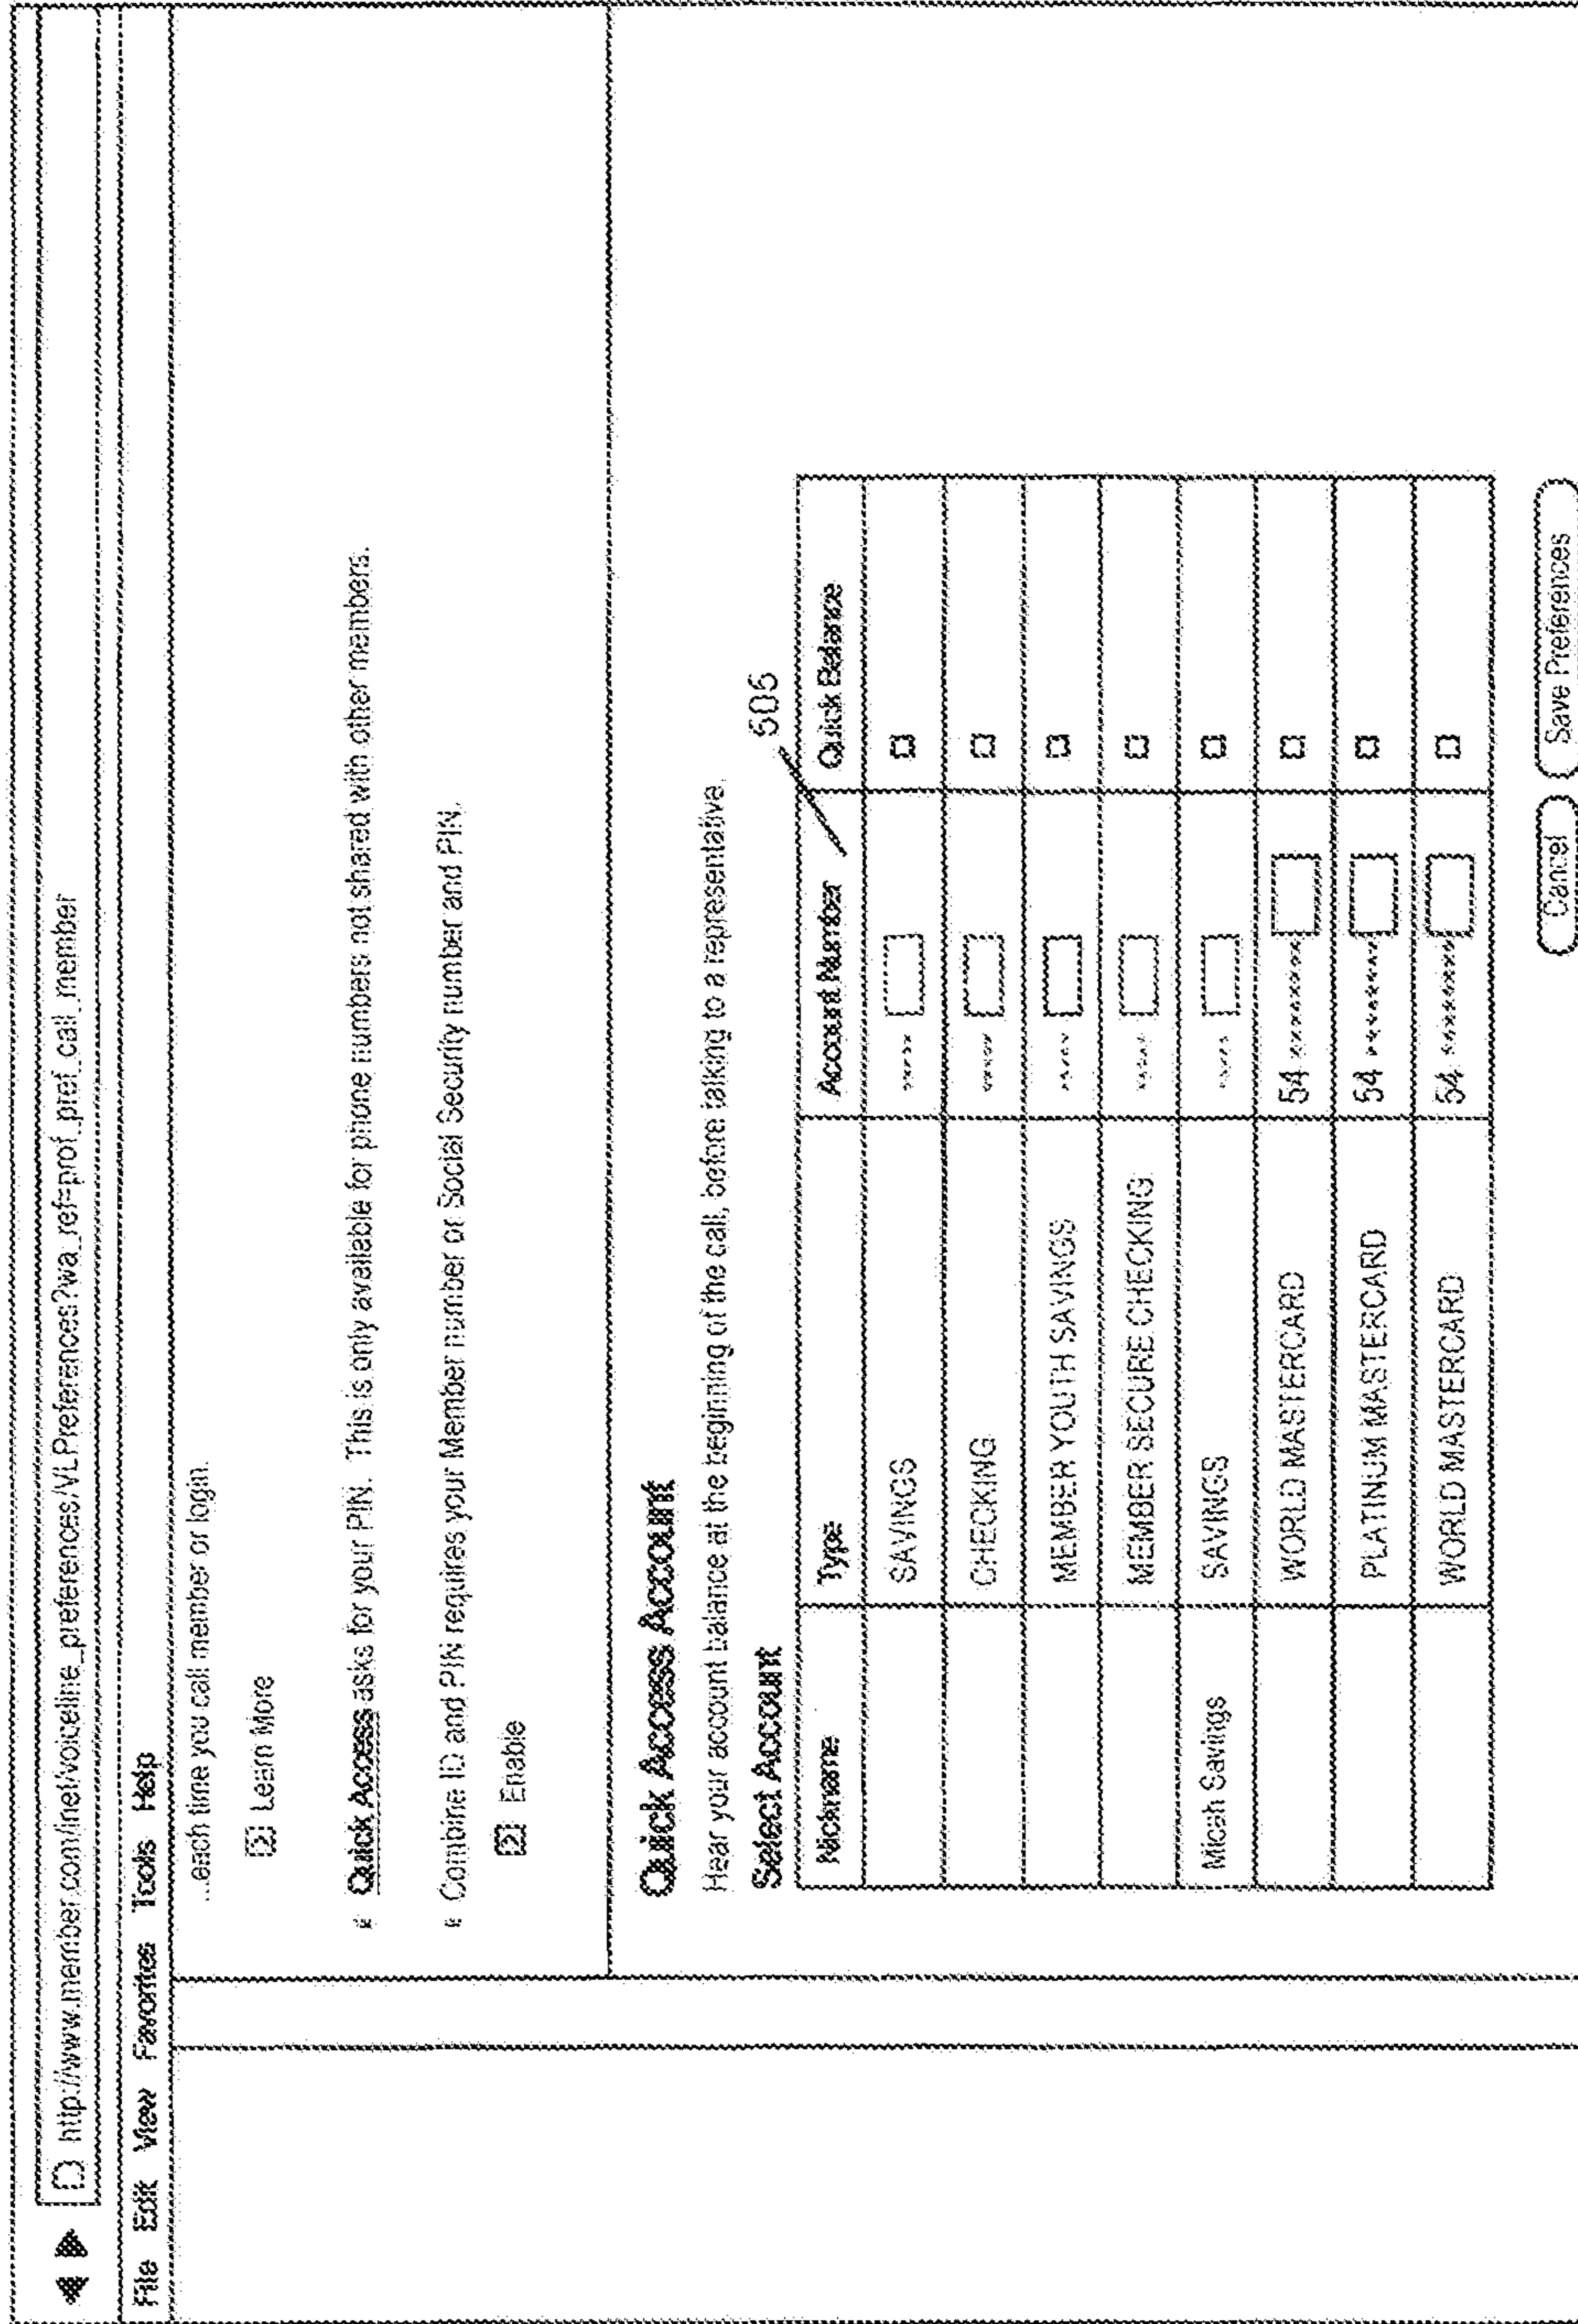 http://www.member.com/inet/voiceline_preferences/VLPreferences?wa_ref=prof_pref_call_member
File Edit View Favorites Tools Help
...each time you call member or login.
Learn More
Quick Access asks for your PIN. This is only available for phone numbers not shared with other members.
Combine ID and PIN requires your Member number or Social Security number and PIN.
Enable
Quick Access Account
Hear your account balance at the beginning of the call, before talking to a representative.
Select Account
Nickname Type Account Number Quick Balance
SAVINGS *****
CHECKING *****
MEMBER YOUTH SAVINGS *****
MEMBER SECURE CHECKING *****
Micah Savings SAVINGS *****
WORLD MASTERCARD 54
PLATINUM MASTERCARD 54
WORLD MASTERCARD 54
Cancel Save Preferences